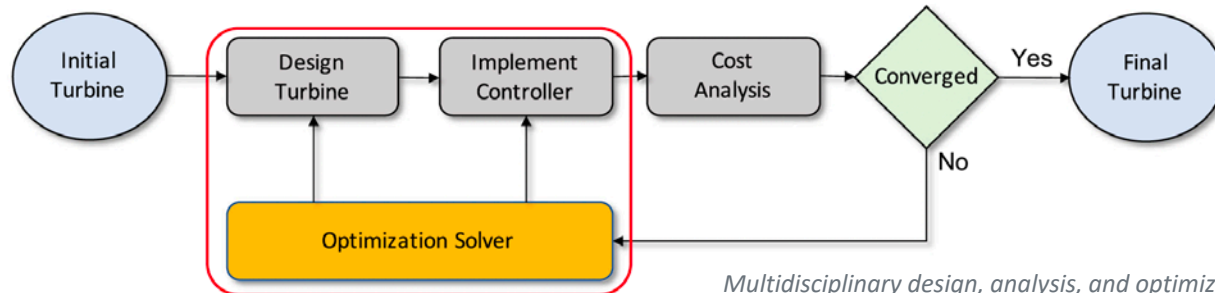 Initial
Turbine
Design
Turbine
Implement
Controller
Cost
Analysis
Converged
Yes
Final
Turbine
No
Optimization Solver
Multidisciplinary design, analysis, and optimiz